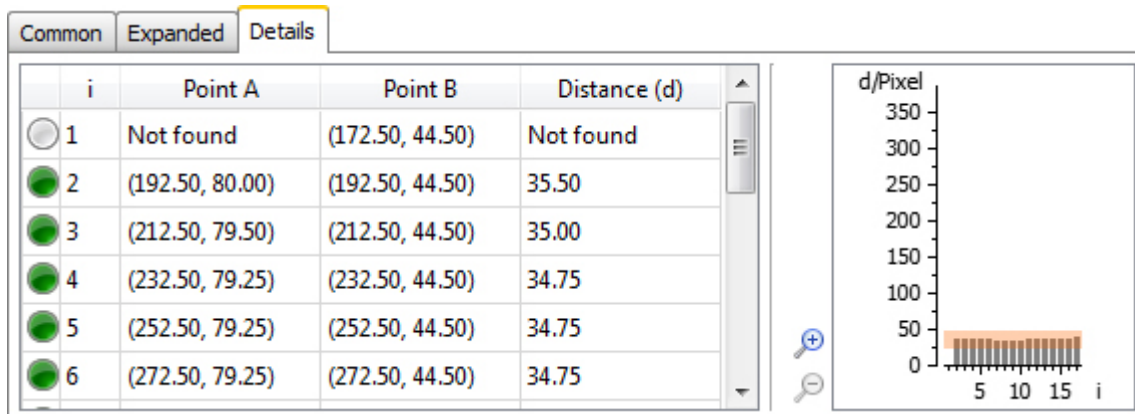 Common Expanded Details
i Point A Point B Distance (d)
1 Not found (172.50, 44.50) Not found
2 (192.50, 80.00) (192.50, 44.50) 35.50
3 (212.50, 79.50) (212.50, 44.50) 35.00
4 (232.50, 79.25) (232.50, 44.50) 34.75
5 (252.50, 79.25) (252.50, 44.50) 34.75
6 (272.50, 79.25) (272.50, 44.50) 34.75
d/Pixel
350
300
250
200
150
100
50
0
5 10 15 i